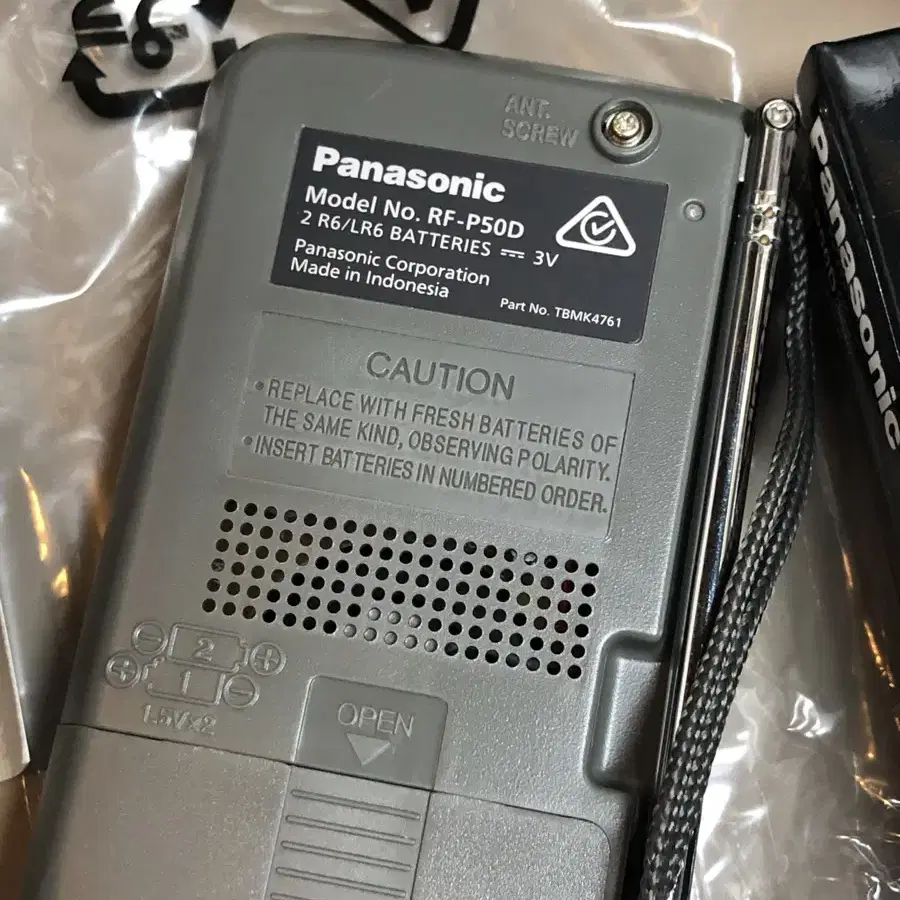 ANT.
SCREW
Panasonic
Model No. RF-P50D
2 R6/LR6 BATTERIES ⎓ 3V
Panasonic Corporation
Made in Indonesia
Part No. TBMK4761
CAUTION
• REPLACE WITH FRESH BATTERIES OF
THE SAME KIND, OBSERVING POLARITY.
• INSERT BATTERIES IN NUMBERED ORDER.
2
1
1.5V×2
OPEN
Panasonic